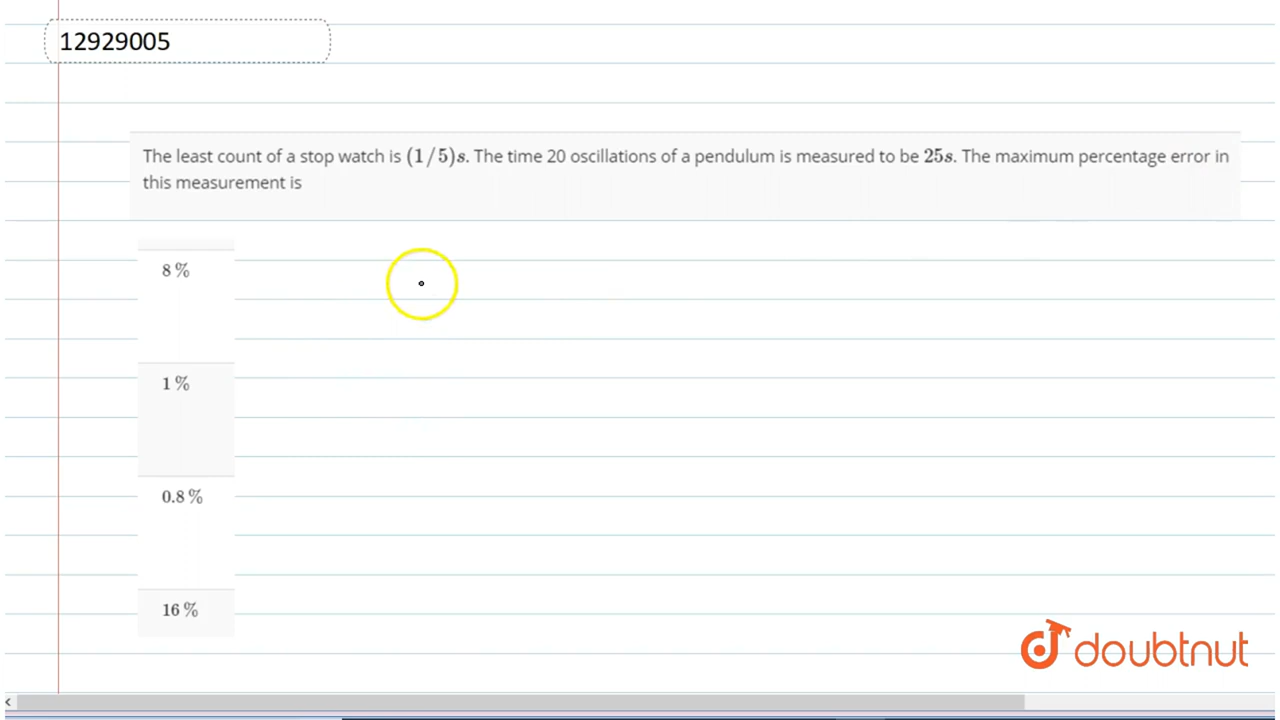 12929005
The least count of a stop watch is (1/5)s. The time 20 oscillations of a pendulum is measured to be 25s. The maximum percentage error in
this measurement is
8 %
1 %
0.8 %
16 %
doubtnut